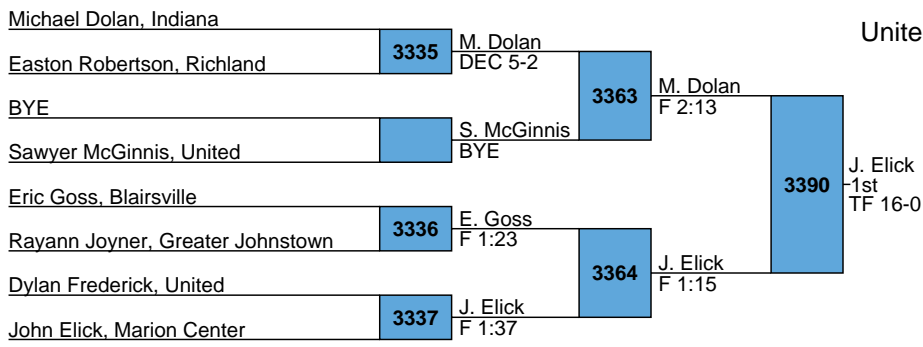 Michael Dolan, Indiana
Unite
3335
M. Dolan
DEC 5-2
Easton Robertson, Richland
3363
M. Dolan
F 2:13
BYE
S. McGinnis
BYE
Sawyer McGinnis, United
3390
J. Elick
1st
TF 16-0
Eric Goss, Blairsville
3336
E. Goss
F 1:23
Rayann Joyner, Greater Johnstown
3364
J. Elick
F 1:15
Dylan Frederick, United
3337
J. Elick
F 1:37
John Elick, Marion Center